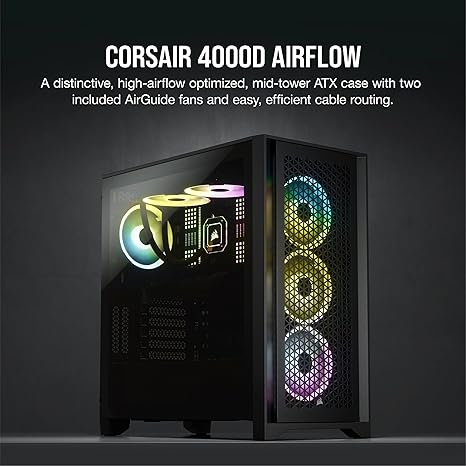 CORSAIR 4000D AIRFLOW
A distinctive, high-airflow optimized, mid-tower ATX case with two
included AirGuide fans and easy, efficient cable routing.